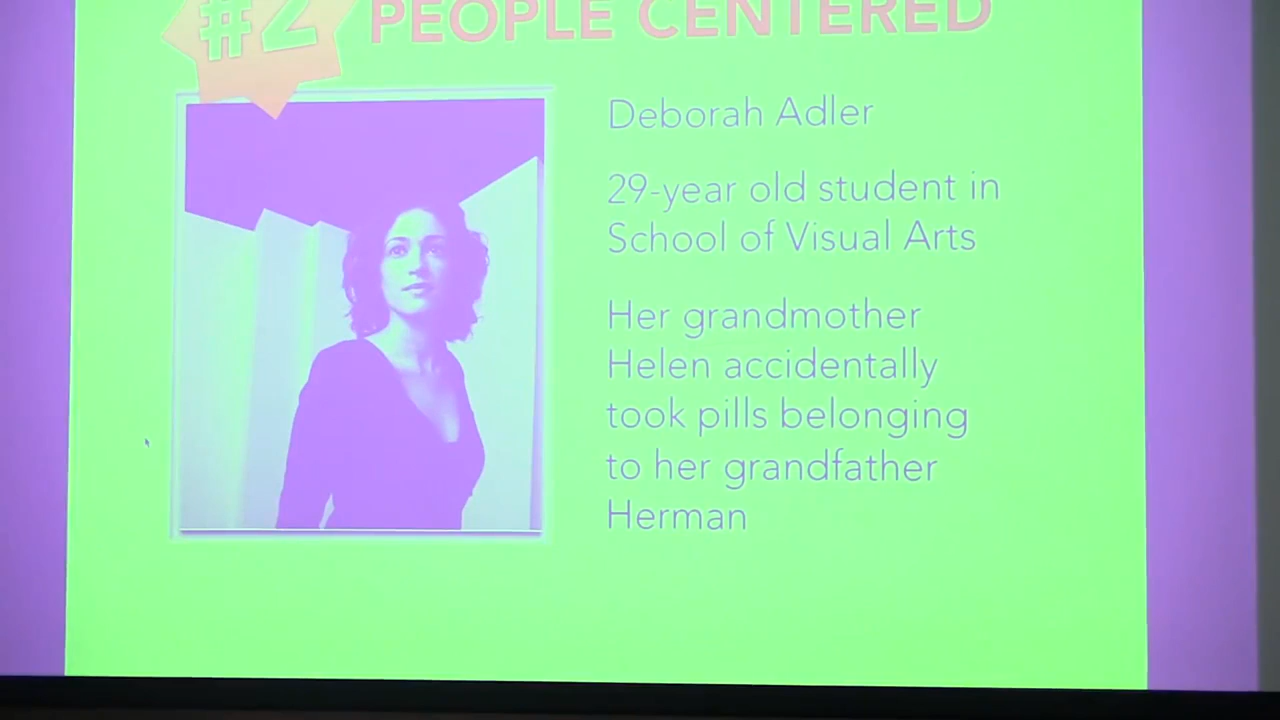 #2 PEOPLE CENTERED
Deborah Adler
29-year old student in
School of Visual Arts
Her grandmother
Helen accidentally
took pills belonging
to her grandfather
Herman